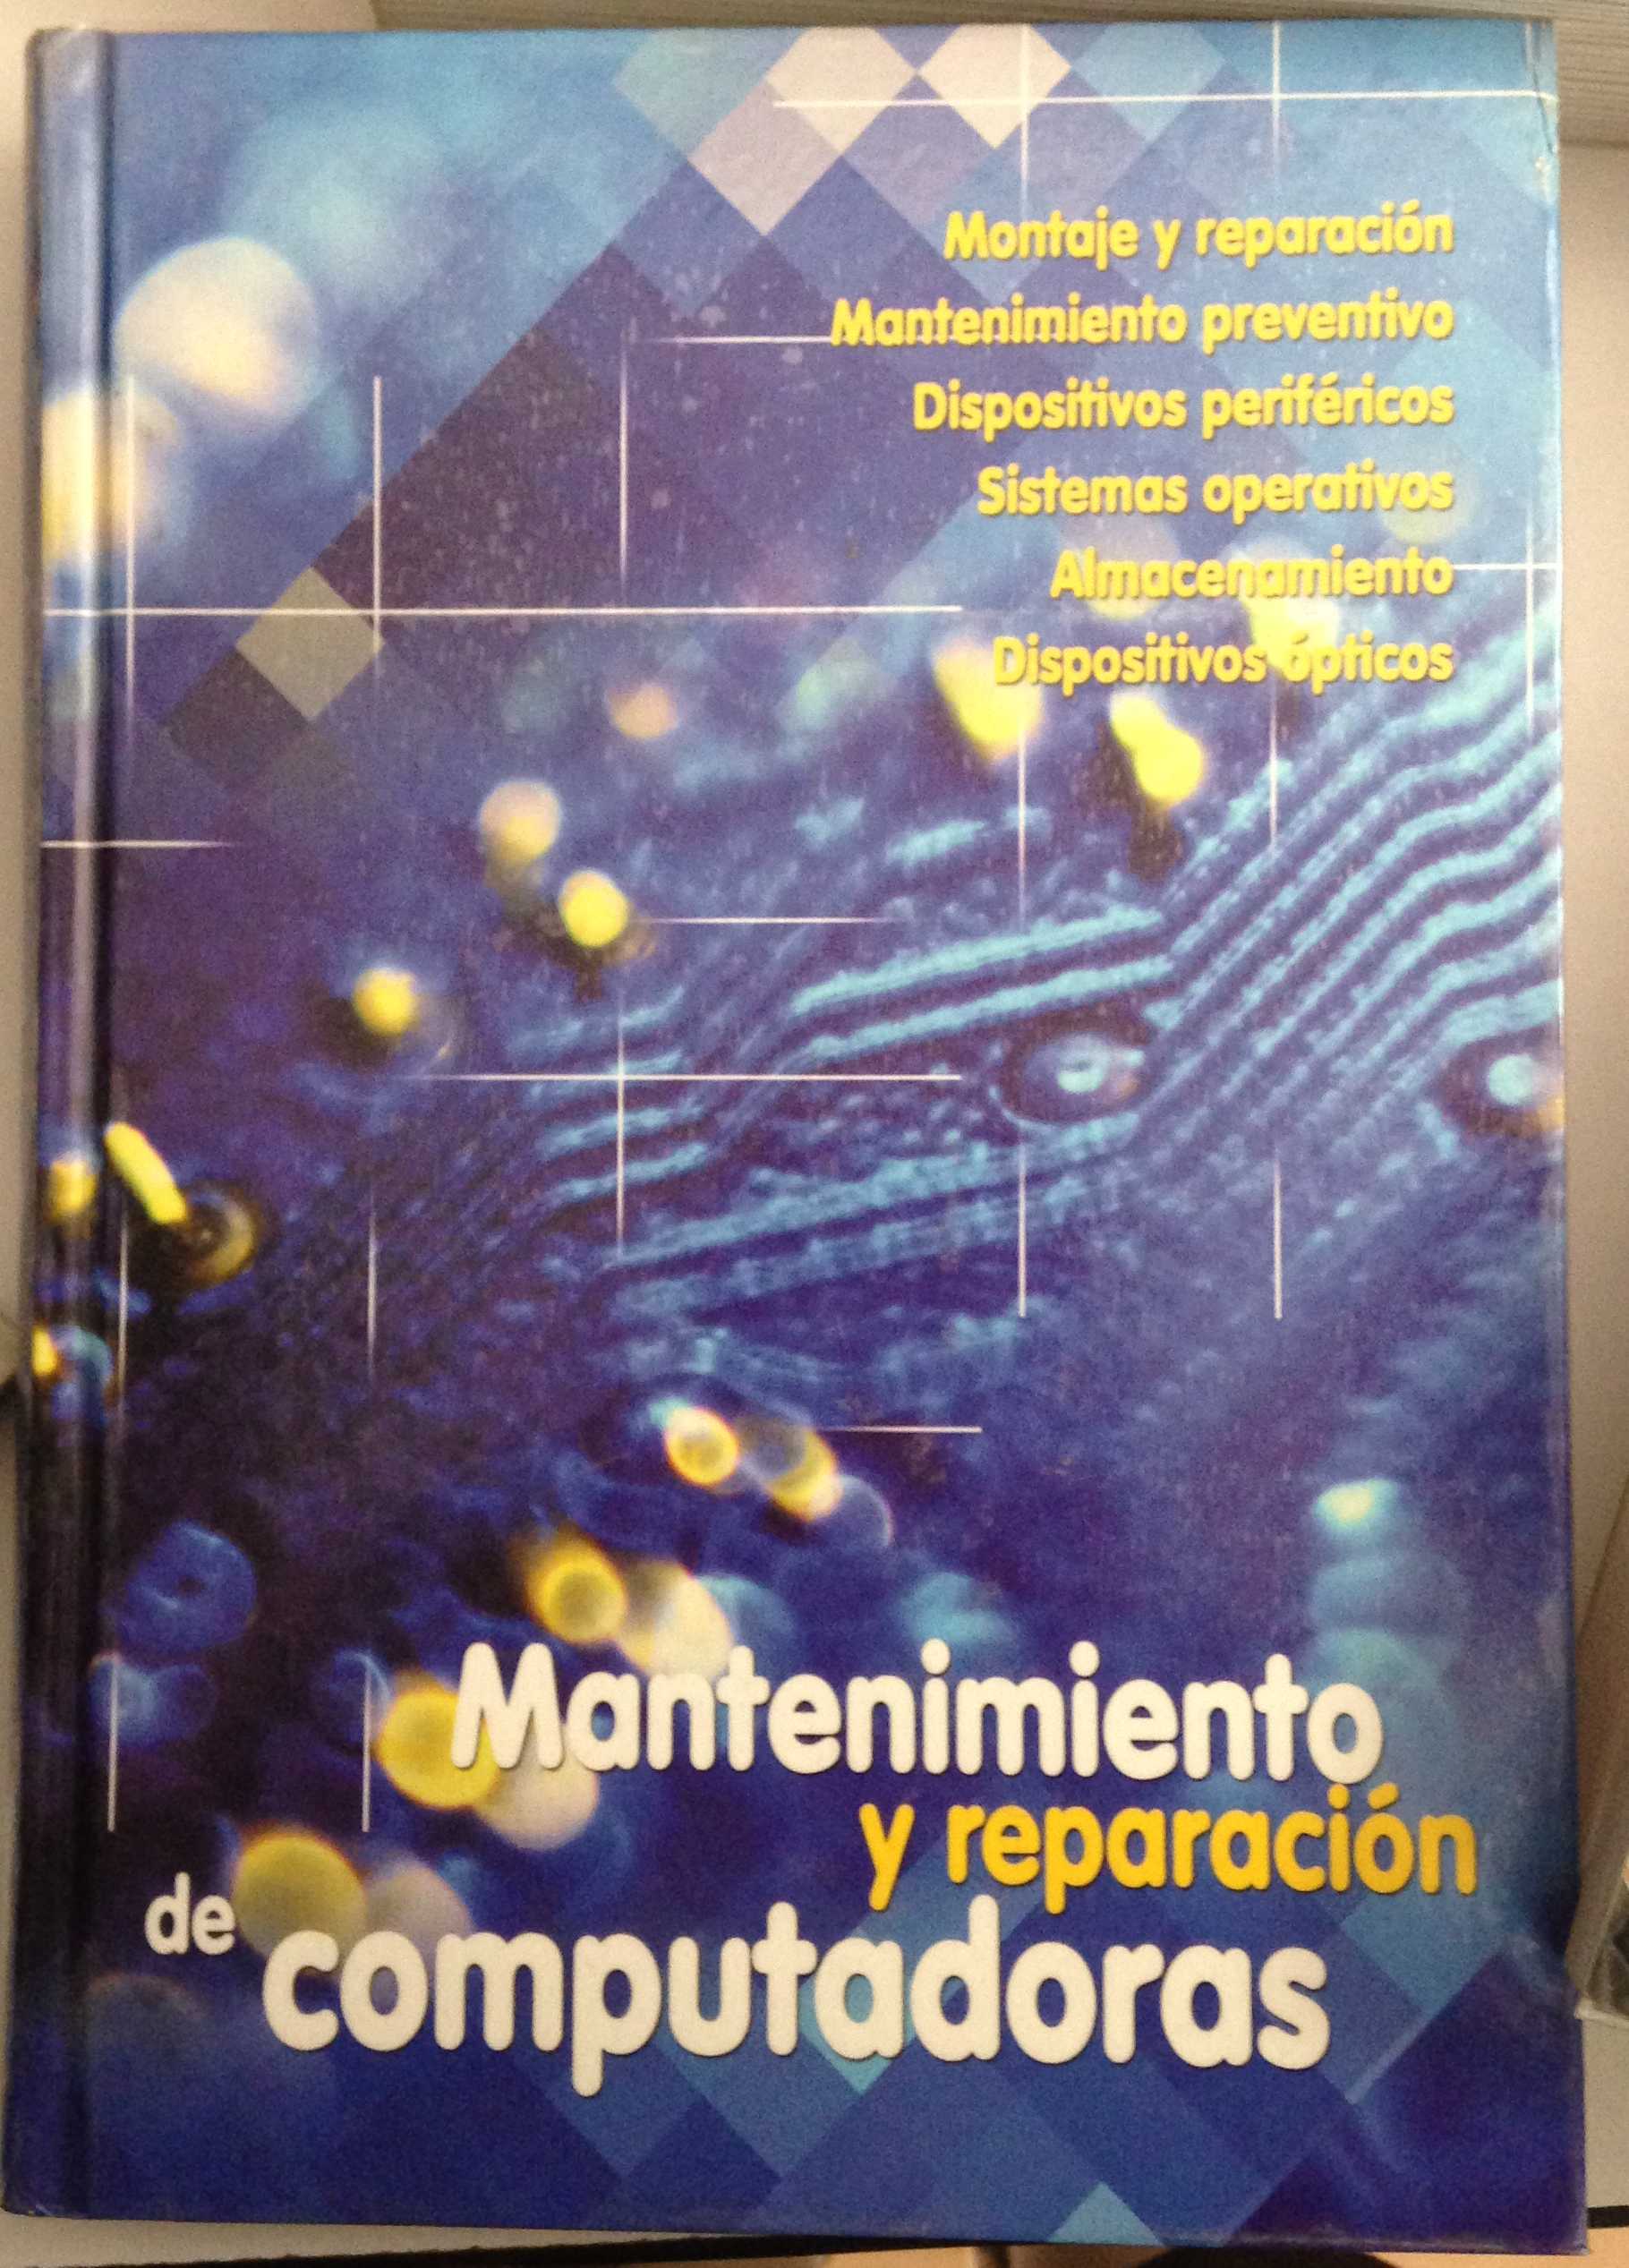 Montaje y reparación
Mantenimiento preventivo
Dispositivos periféricos
Sistemas operativos
Almacenamiento
Dispositivos ópticos
Mantenimiento
y reparación
de computadoras